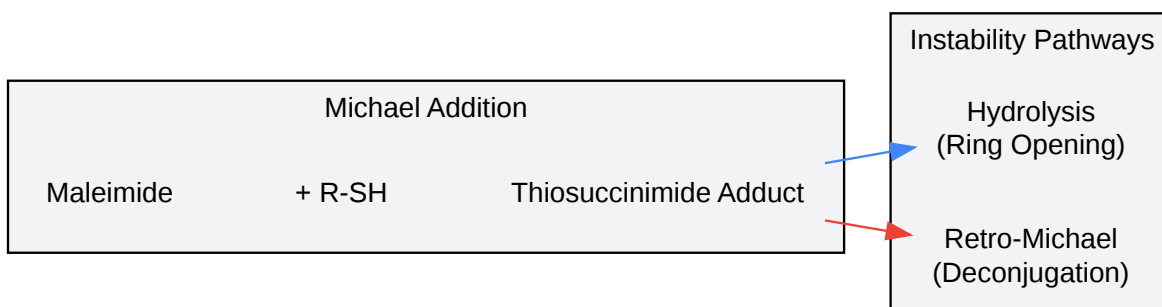 Michael Addition
Maleimide
+ R-SH
Thiosuccinimide Adduct
Instability Pathways
Hydrolysis
(Ring Opening)
Retro-Michael
(Deconjugation)